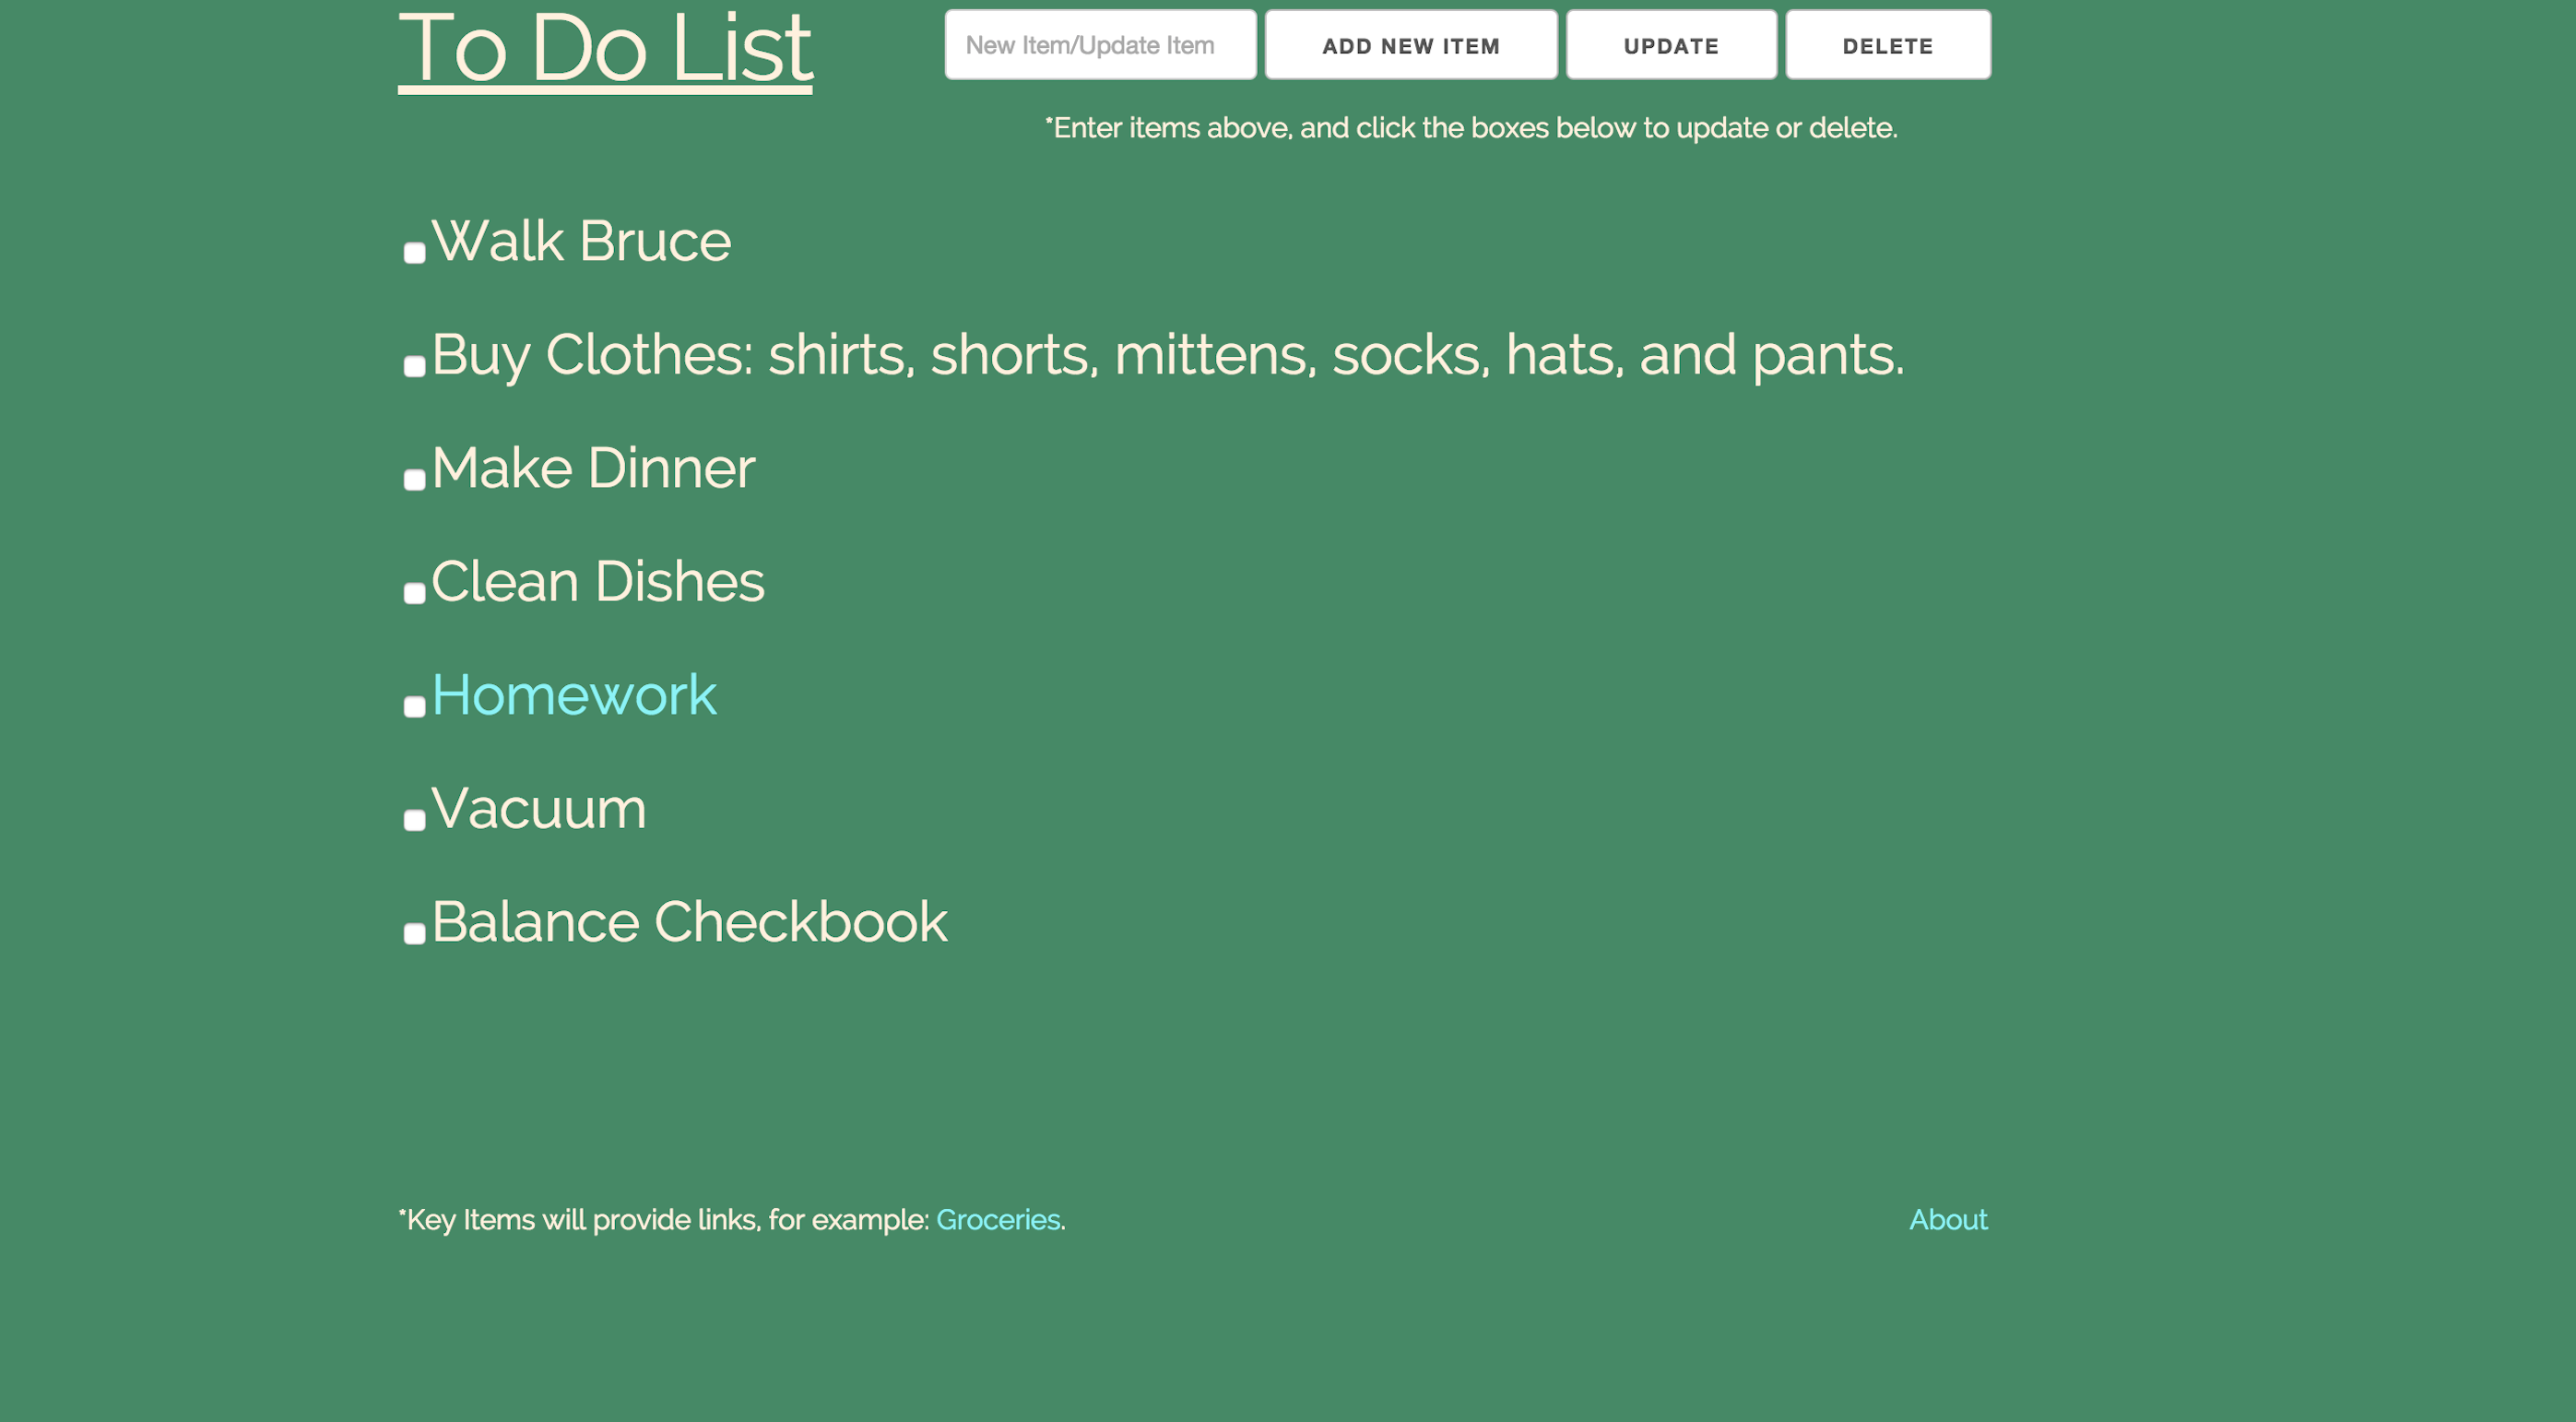 To Do List
New Item/Update Item
ADD NEW ITEM
UPDATE
DELETE
*Enter items above, and click the boxes below to update or delete.
Walk Bruce
Buy Clothes: shirts, shorts, mittens, socks, hats, and pants.
Make Dinner
Clean Dishes
Homework
Vacuum
Balance Checkbook
*Key Items will provide links, for example: Groceries.
About